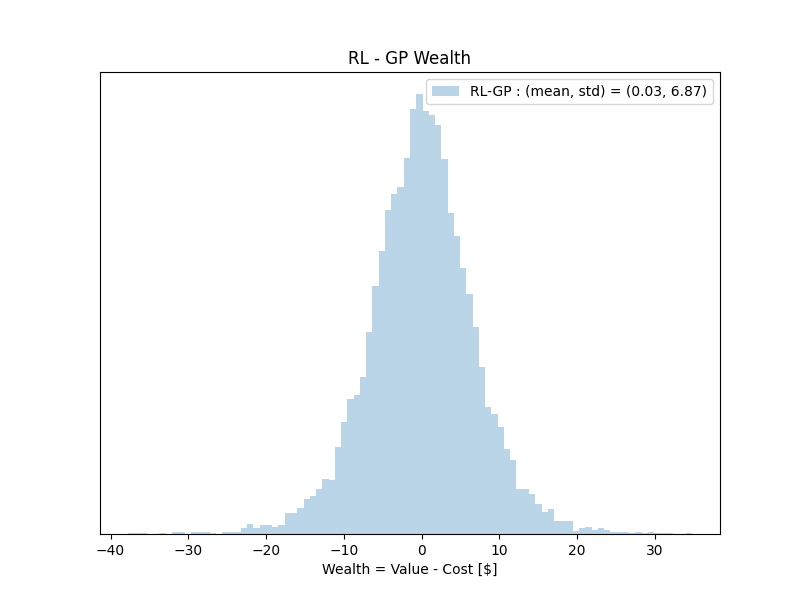 RL - GP Wealth
RL-GP : (mean, std) = (0.03, 6.87)
−40 −30 −20 −10 0 10 20 30
Wealth = Value - Cost [$]